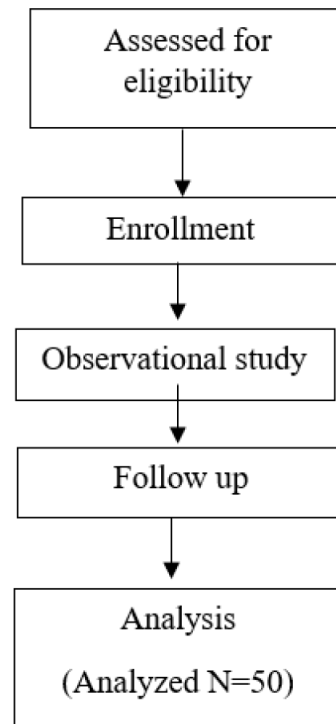 Assessed for
eligibility
Enrollment
Observational study
Follow up
Analysis
(Analyzed N=50)